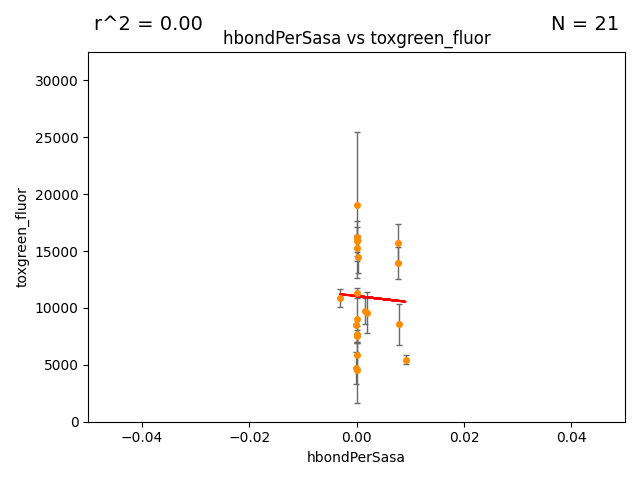 r^2 = 0.00
N = 21
hbondPerSasa vs toxgreen_fluor
30000
25000
20000
15000
10000
5000
0
toxgreen_fluor
−0.04
−0.02
0.00
0.02
0.04
hbondPerSasa